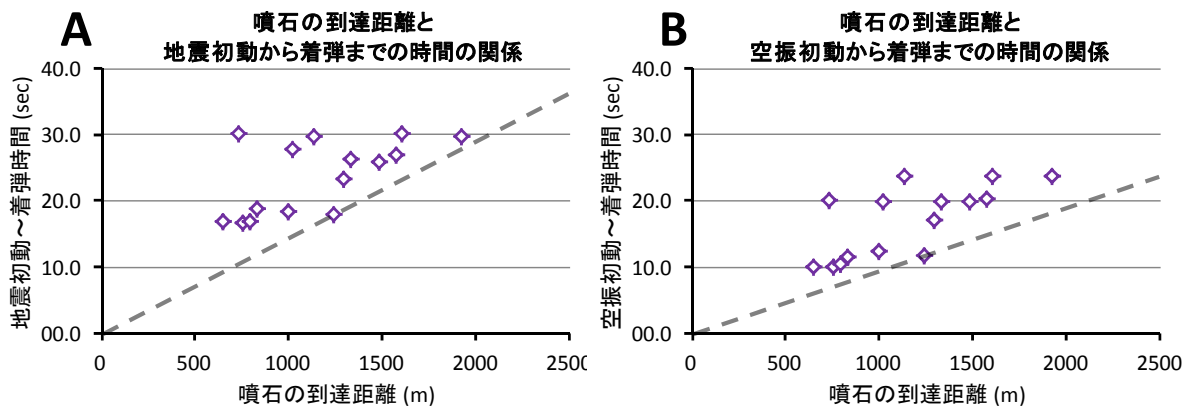 A
噴石の到達距離と
地震初動から着弾までの時間の関係
40.0
30.0
20.0
10.0
00.0
地震初動～着弾時間 (sec)
0 500 1000 1500 2000 2500
噴石の到達距離 (m)
B
噴石の到達距離と
空振初動から着弾までの時間の関係
40.0
30.0
20.0
10.0
00.0
空振初動～着弾時間 (sec)
0 500 1000 1500 2000 2500
噴石の到達距離 (m)